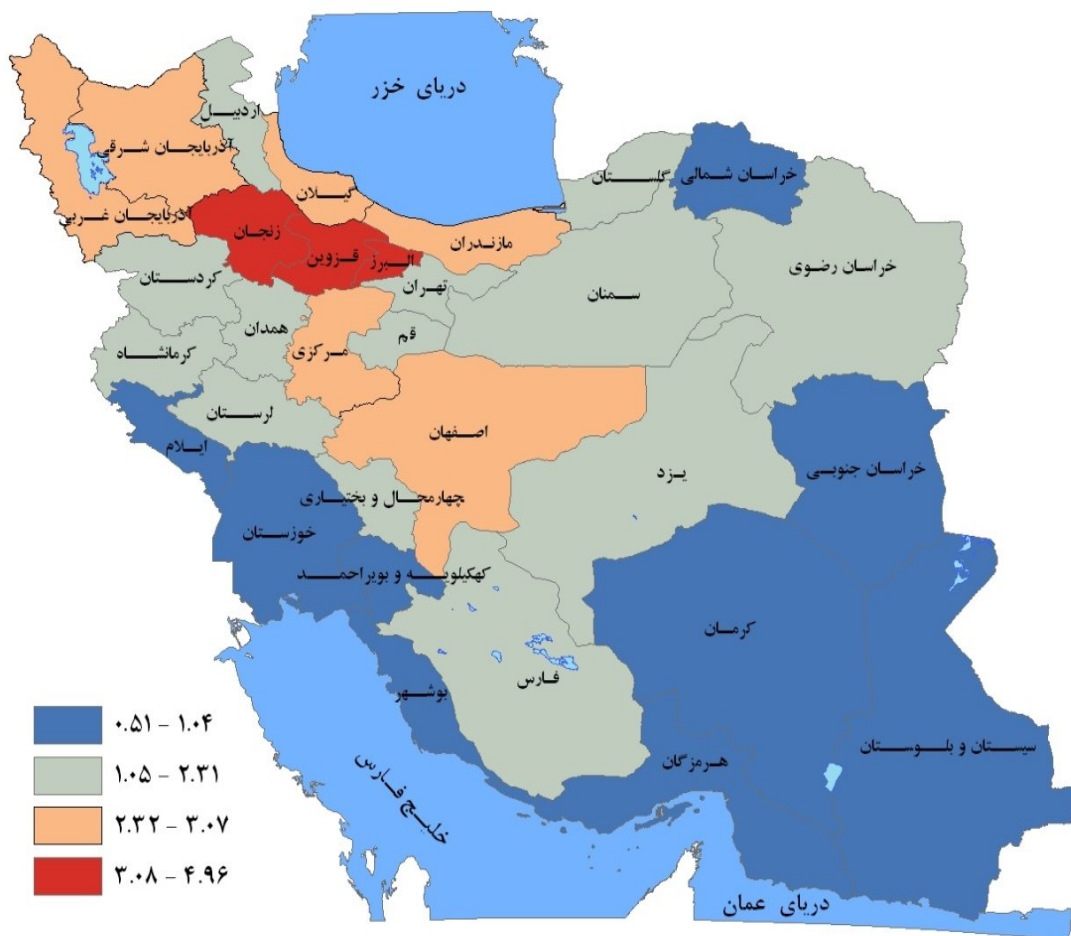 دریای خزر
اردبیل
آذربایجان شرقی
گیلان
گلستان
خراسان شمالی
آذربایجان غربی
زنجان
مازندران
قزوین
البرز
خراسان رضوی
کردستان
تهران
سمنان
همدان
قم
مرکزی
کرمانشاه
لرستان
اصفهان
ایلام
یزد
خراسان جنوبی
چهارمحال و بختیاری
خوزستان
کهکیلویه و بویراحمد
کرمان
فارس
بوشهر
سیستان و بلوستان
هرمزگان
خلیج فارس
دریای عمان
۰.۵۱ - ۱.۰۴
۱.۰۵ - ۲.۳۱
۲.۳۲ - ۳.۰۷
۳.۰۸ - ۴.۹۶